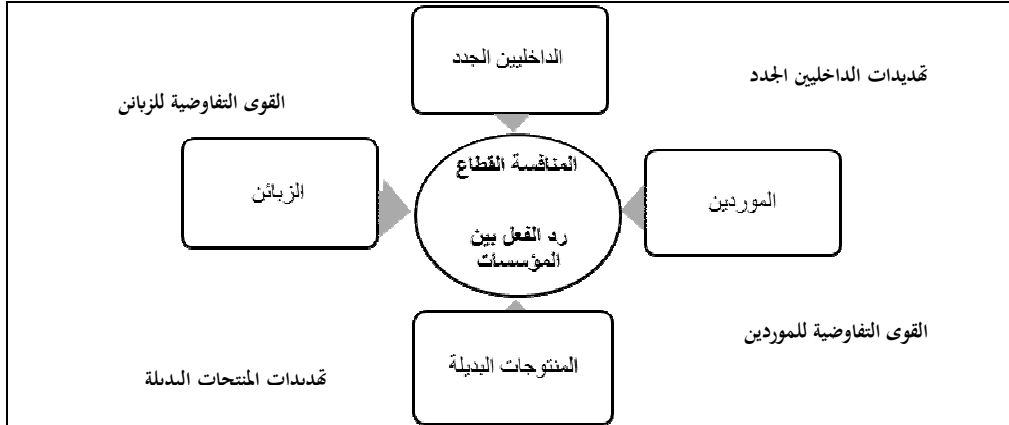 الداخليين الجدد
تهديدات الداخليين الجدد
القوى التفاوضية للزبائن
المنافسة القطاع
الموردين
الزبائن
رد الفعل بين
المؤسسات
القوى التفاوضية للموردين
المنتوجات البديلة
تهديدات المنتجات البديلة